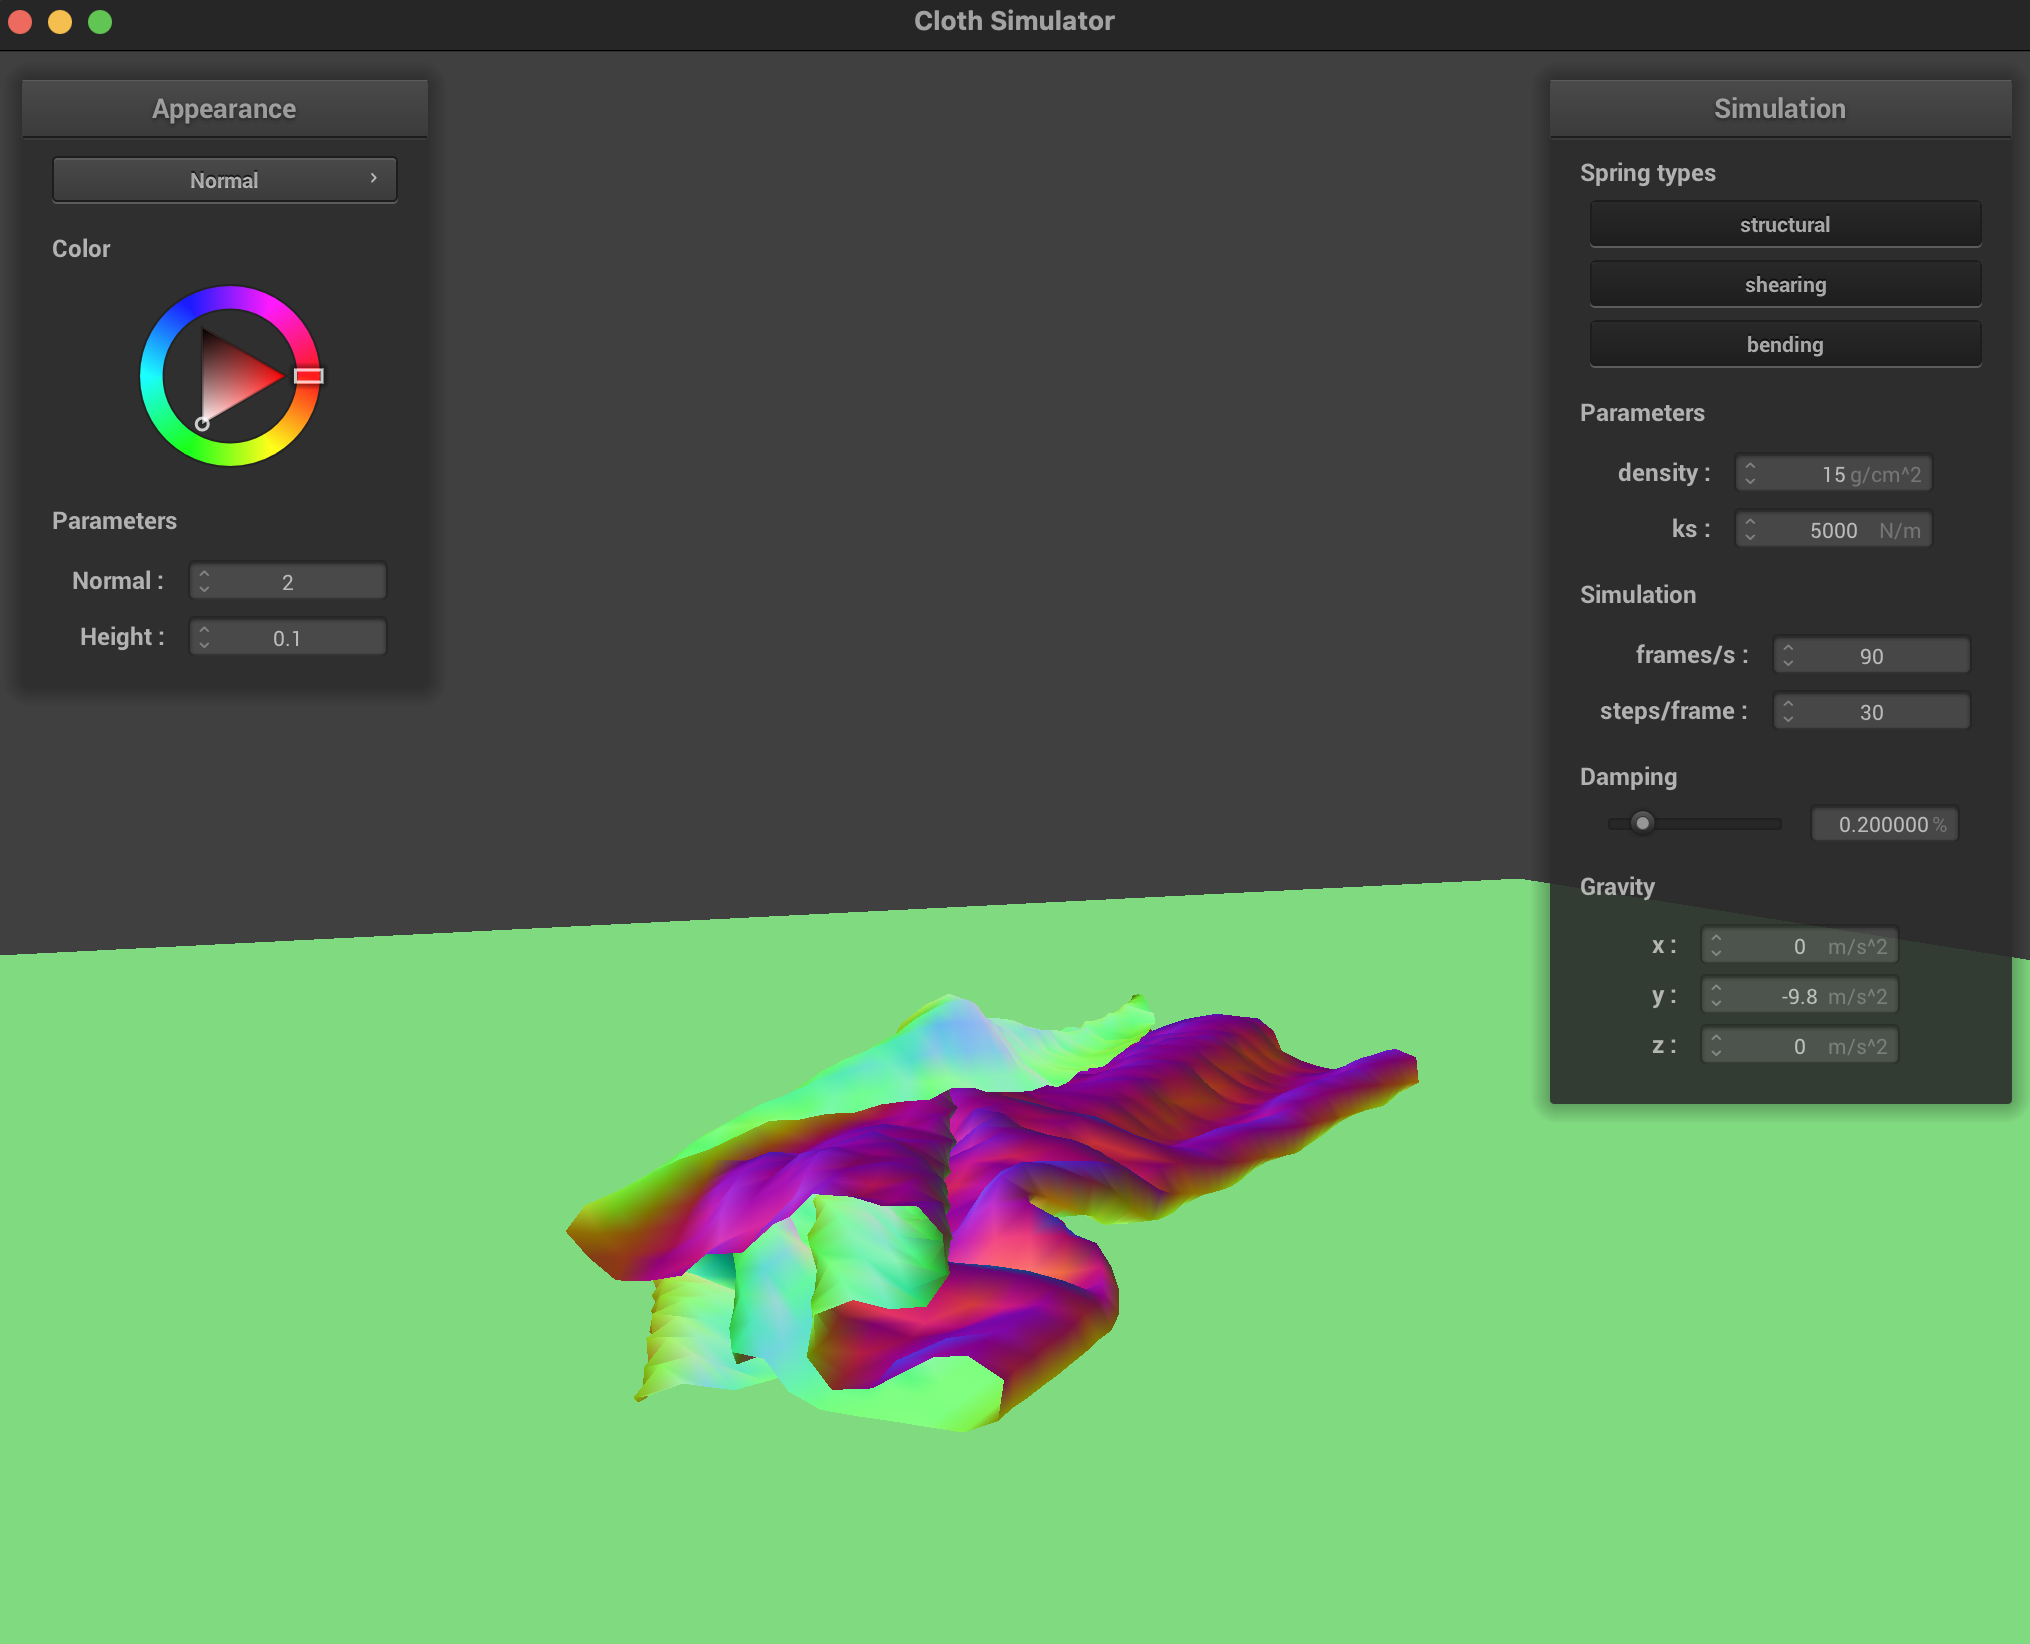 Cloth Simulator
Appearance
Normal
Color
Parameters
Normal : 2
Height : 0.1
Simulation
Spring types
structural
shearing
bending
Parameters
density : 15 g/cm^2
ks : 5000 N/m
Simulation
frames/s : 90
steps/frame : 30
Damping
0.200000 %
Gravity
x : 0 m/s^2
y : -9.8 m/s^2
z : 0 m/s^2